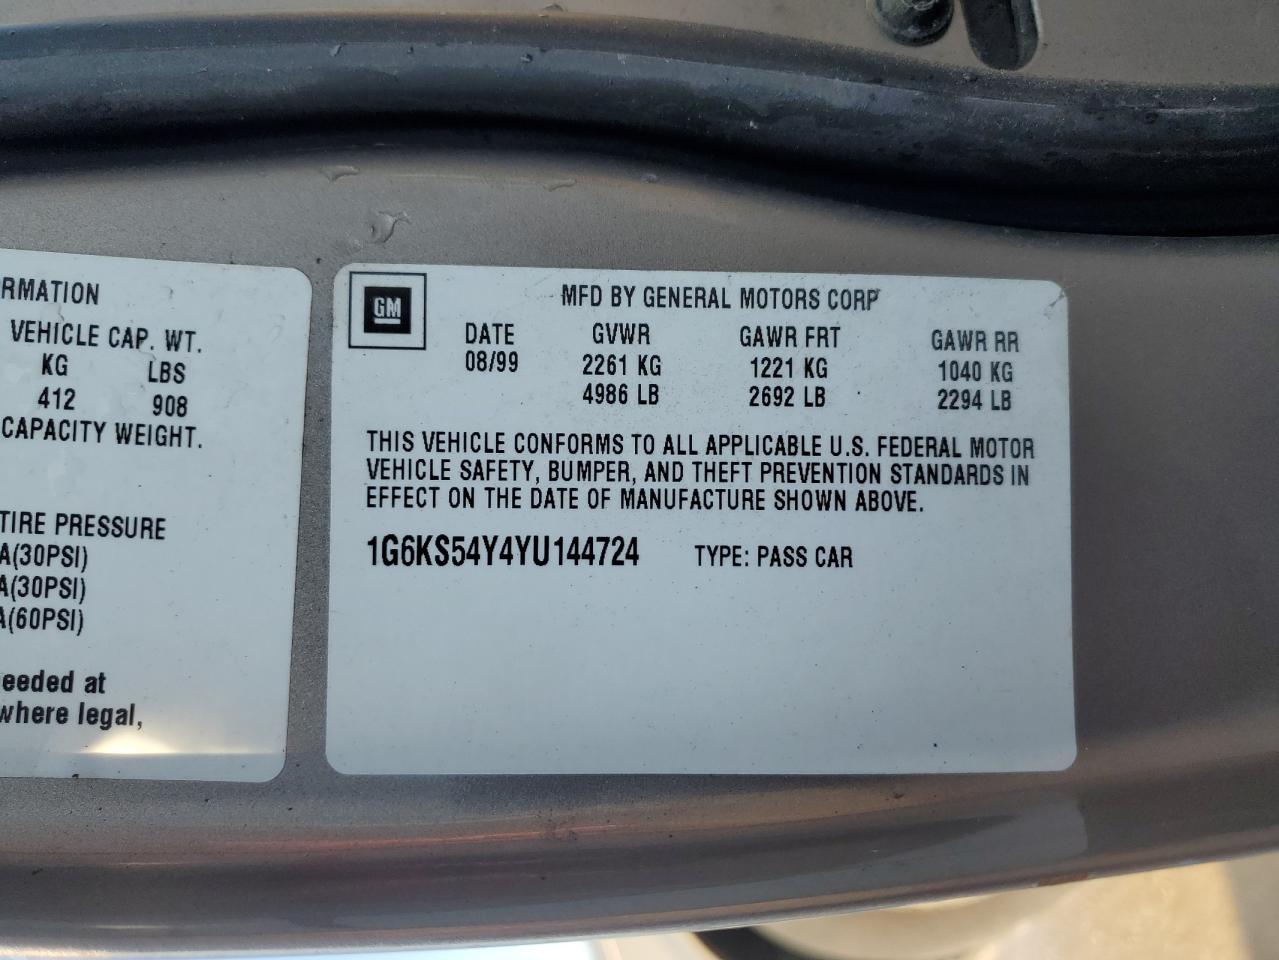 RMATION
VEHICLE CAP. WT.
KG LBS
412 908
CAPACITY WEIGHT.
TIRE PRESSURE
A(30PSI)
A(30PSI)
A(60PSI)
eeded at
where legal,
GM
MFD BY GENERAL MOTORS CORP
DATE GVWR GAWR FRT GAWR RR
08/99 2261 KG 1221 KG 1040 KG
4986 LB 2692 LB 2294 LB
THIS VEHICLE CONFORMS TO ALL APPLICABLE U.S. FEDERAL MOTOR
VEHICLE SAFETY, BUMPER, AND THEFT PREVENTION STANDARDS IN
EFFECT ON THE DATE OF MANUFACTURE SHOWN ABOVE.
1G6KS54Y4YU144724 TYPE: PASS CAR